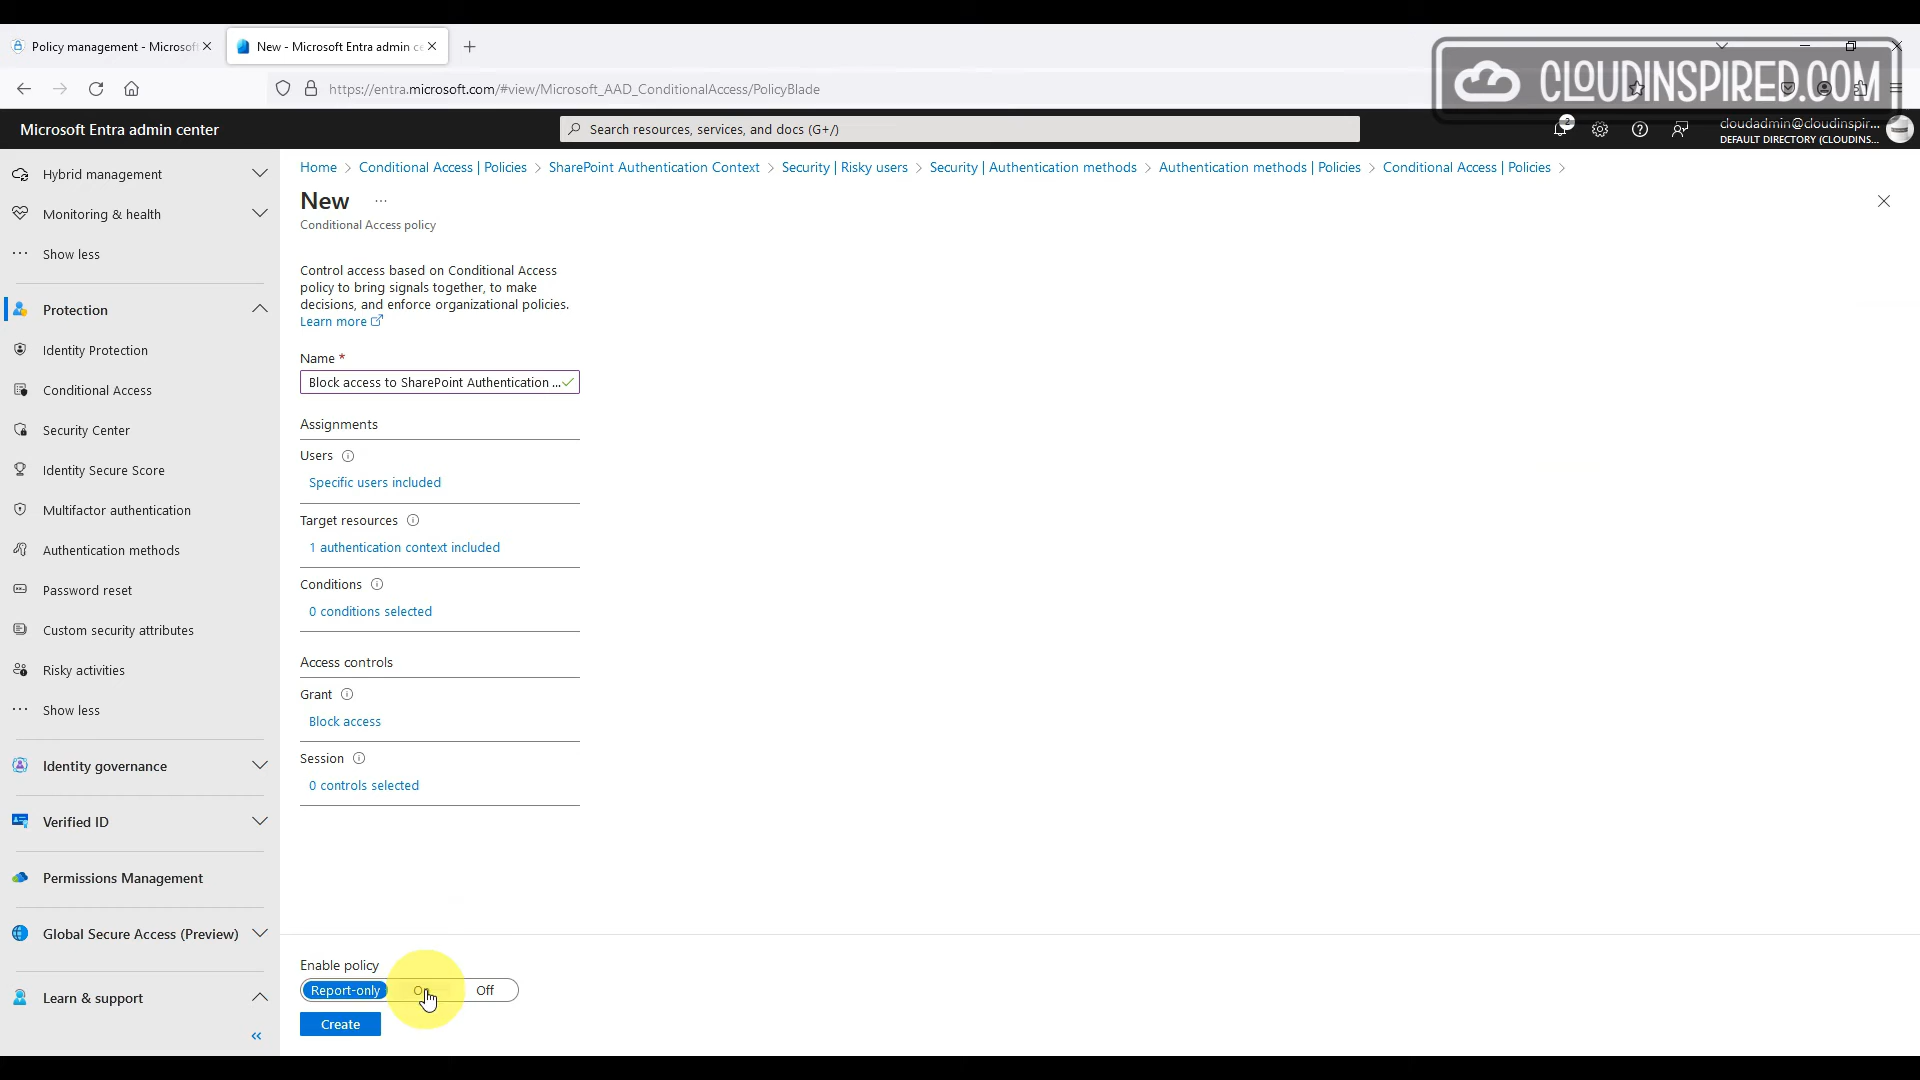 Policy management - Microsof
New - Microsoft Entra admin c
https://entra.microsoft.com/#view/Microsoft_AAD_ConditionalAccess/PolicyBlade
CLOUDINSPIRED.COM
Microsoft Entra admin center
Search resources, services, and docs (G+/)
2
cloudadmin@cloudinspir...
DEFAULT DIRECTORY (CLOUDINS...
Home > Conditional Access | Policies > SharePoint Authentication Context > Security | Risky users > Security | Authentication methods > Authentication methods | Policies > Conditional Access | Policies >
New ...
Conditional Access policy
Hybrid management
Monitoring & health
Show less
Protection
Identity Protection
Conditional Access
Security Center
Identity Secure Score
Multifactor authentication
Authentication methods
Password reset
Custom security attributes
Risky activities
Show less
Identity governance
Verified ID
Permissions Management
Global Secure Access (Preview)
Learn & support
Control access based on Conditional Access
policy to bring signals together, to make
decisions, and enforce organizational policies.
Learn more
Name *
Block access to SharePoint Authentication ...
Assignments
Users
Specific users included
Target resources
1 authentication context included
Conditions
0 conditions selected
Access controls
Grant
Block access
Session
0 controls selected
Enable policy
Report-only On Off
Create